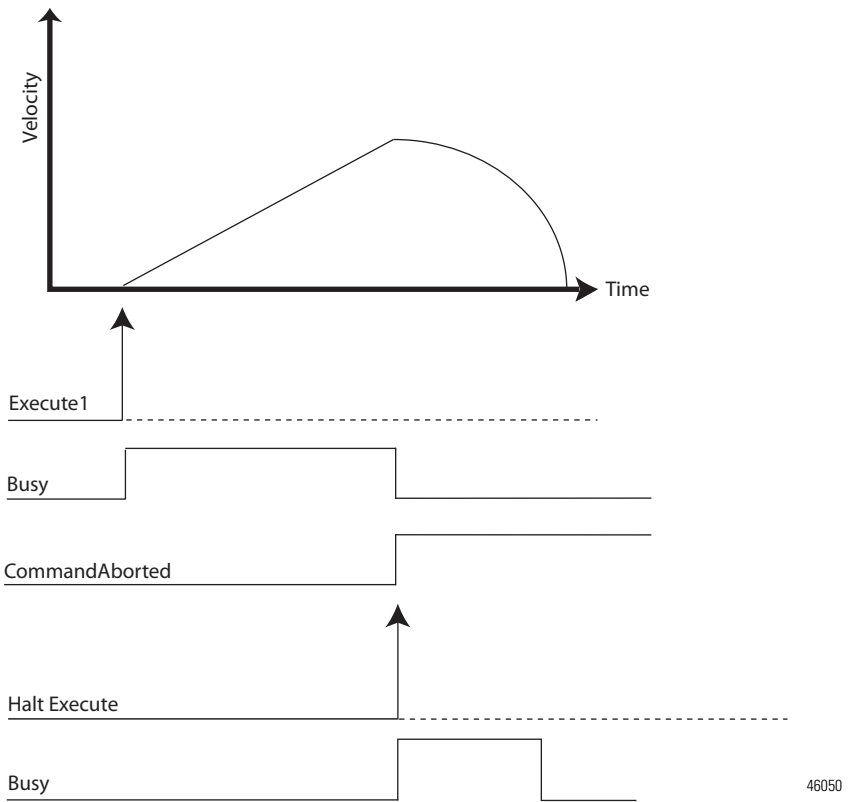 Velocity
Time
Execute1
Busy
CommandAborted
Halt Execute
Busy
46050